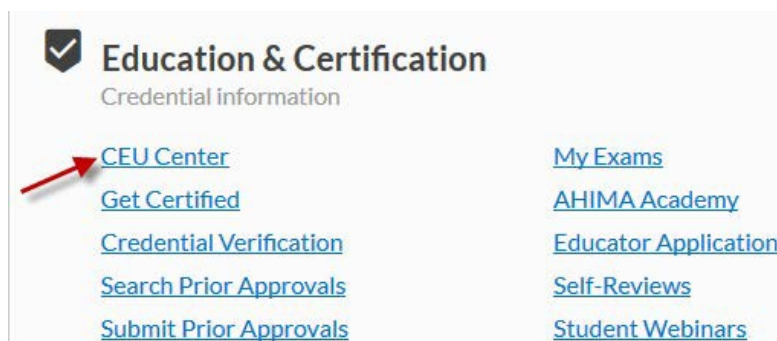 Education & Certification
Credential information
CEU Center
Get Certified
Credential Verification
Search Prior Approvals
Submit Prior Approvals
My Exams
AHIMA Academy
Educator Application
Self-Reviews
Student Webinars